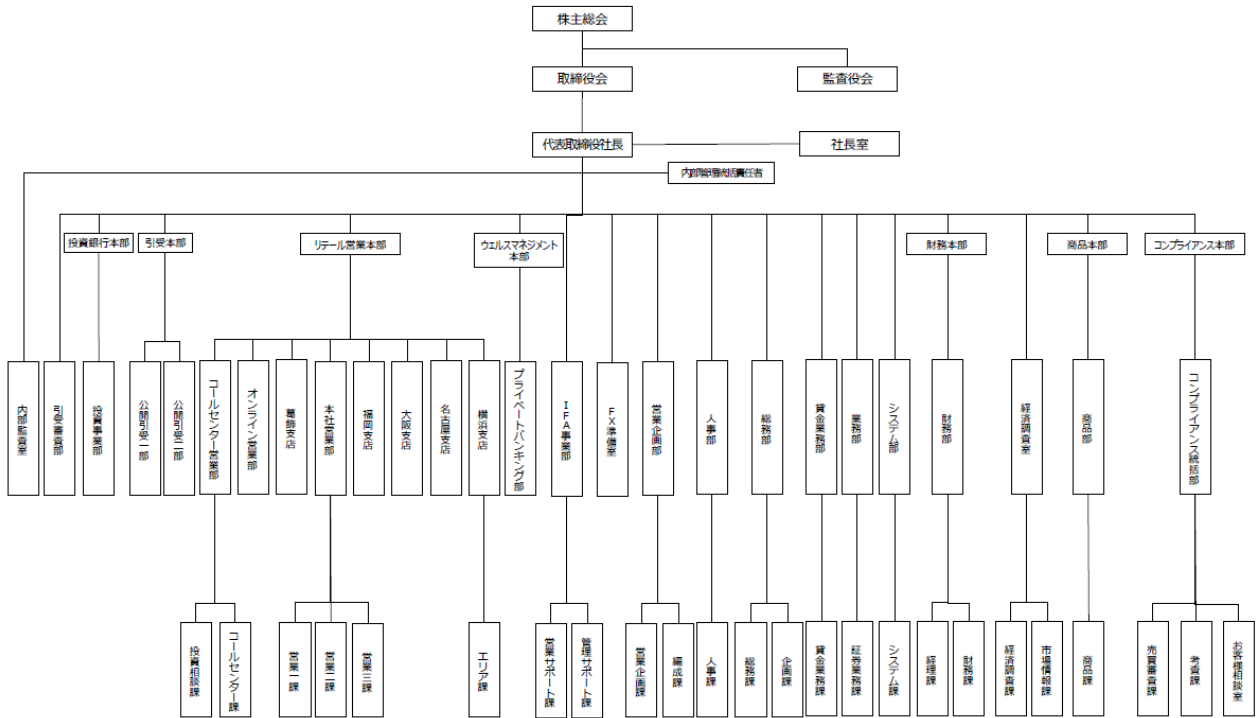 株主総会
取締役会
監査役会
代表取締役社長
社長室
内部管理統括責任者
投資銀行本部
引受本部
リテール営業本部
ウェルスマネジメント
本部
財務本部
商品本部
コンプライアンス本部
内部監査室
引受審査部
投資事業部
公開引受一部
公開引受二部
コールセンター営業部
オンライン営業部
葛飾支店
本社営業部
福岡支店
大阪支店
名古屋支店
横浜支店
プライベートバンキング部
ＩＦＡ事業部
ＦＸ準備室
営業企画部
人事部
総務部
貸金業務部
業務部
システム部
財務部
経済調査室
商品部
コンプライアンス統括部
投資相談課
コールセンター課
営業一課
営業二課
営業三課
エリア課
営業サポート課
管理サポート課
営業企画課
編成課
人事課
総務課
企画課
貸金業務課
証券業務課
システム課
経理課
財務課
経済調査課
市場情報課
商品課
売買審査課
考査課
お客様相談室